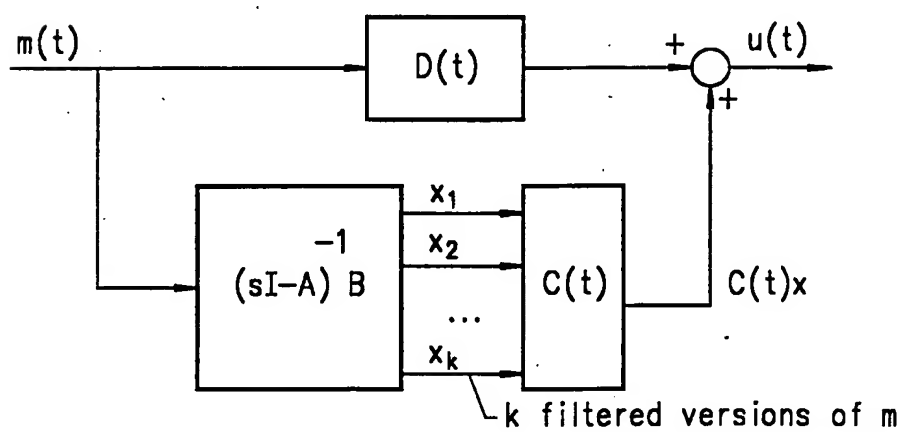 m(t)
D(t)
+
u(t)
+
(sI-A)⁻¹ B
x₁
x₂
...
xₖ
C(t)
C(t)x
k filtered versions of m